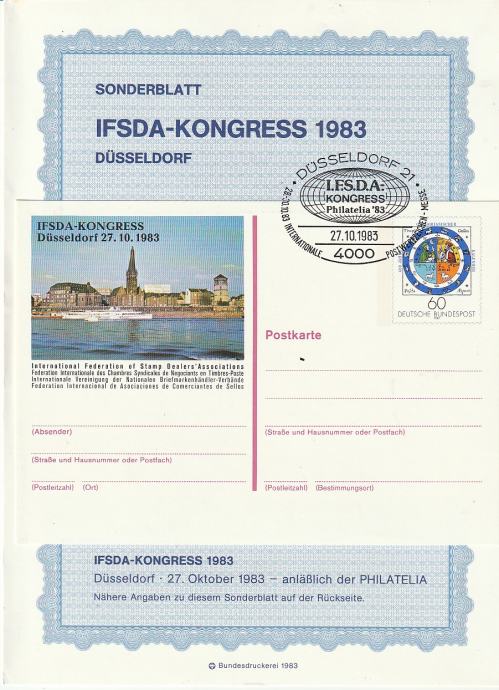 SONDERBLATT
IFSDA-KONGRESS 1983
DÜSSELDORF
DÜSSELDORF 21
I.F.S.D.A:
KONGRESS
Philatelia '83
27.10.1983
INTERNATIONALE
4000
MESSE
IFSDA-KONGRESS
Düsseldorf 27.10.1983
60
DEUTSCHE BUNDESPOST
Postkarte
International Federation of Stamp Dealers' Associations
Federation Internationale des Chambres Syndicales de Negociants en Timbres-Poste
Internationale Vereinigung der Nationalen Briefmarkenhändler-Verbände
Federation Internacional de Asociaciones de Comerciantes de Sellos
(Absender)
(Straße und Hausnummer oder Postfach)
(Straße und Hausnummer oder Postfach)
(Postleitzahl) (Ort)
(Postleitzahl) (Bestimmungsort)
IFSDA-KONGRESS 1983
Düsseldorf · 27. Oktober 1983 – anläßlich der PHILATELIA
Nähere Angaben zu diesem Sonderblatt auf der Rückseite.
Bundesdruckerei 1983